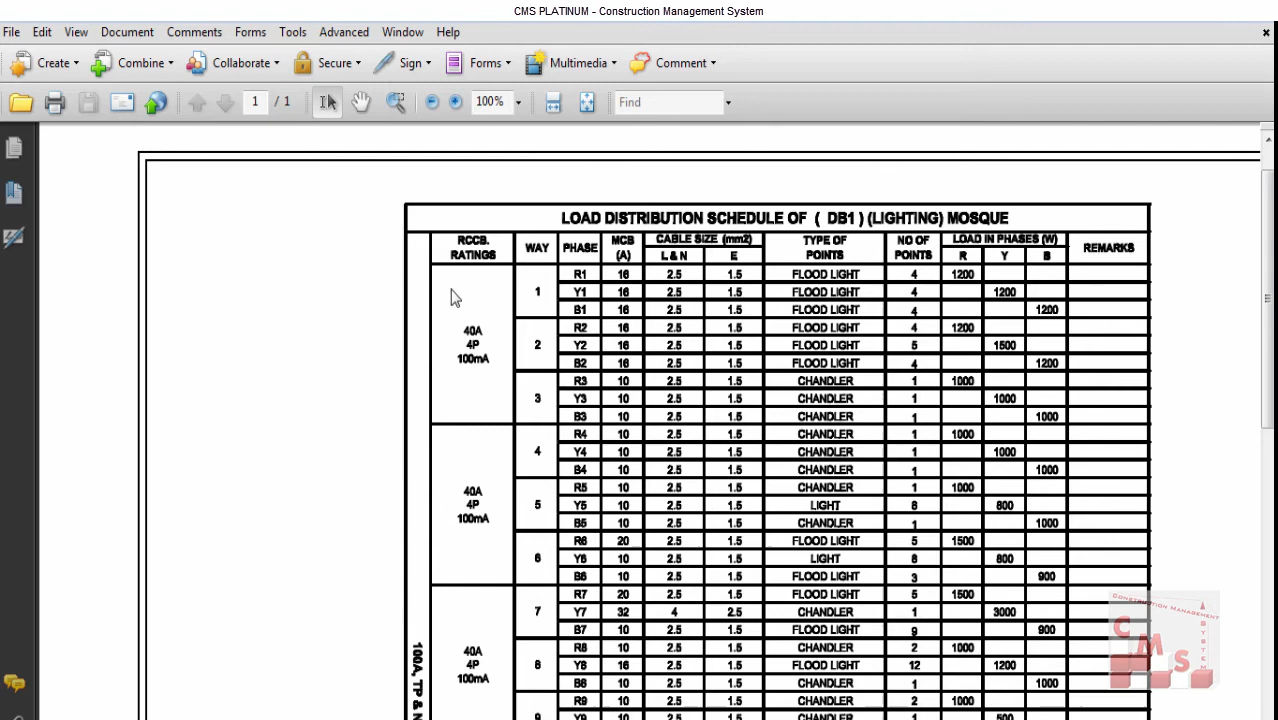 CMS PLATINUM - Construction Management System
File Edit View Document Comments Forms Tools Advanced Window Help
Create Combine Collaborate Secure Sign Forms Multimedia Comment
1 / 1 100% Find
LOAD DISTRIBUTION SCHEDULE OF ( DB1 ) (LIGHTING) MOSQUE
RCCB. RATINGS WAY PHASE MCB (A) CABLE SIZE (mm2) L & N E TYPE OF POINTS NO OF POINTS LOAD IN PHASES (W) R Y B REMARKS
R1 16 2.5 1.5 FLOOD LIGHT 4 1200
1 Y1 16 2.5 1.5 FLOOD LIGHT 4 1200
B1 16 2.5 1.5 FLOOD LIGHT 4 1200
40A 4P 100mA
R2 16 2.5 1.5 FLOOD LIGHT 4 1200
2 Y2 16 2.5 1.5 FLOOD LIGHT 5 1500
B2 16 2.5 1.5 FLOOD LIGHT 4 1200
R3 10 2.5 1.5 CHANDLER 1 1000
3 Y3 10 2.5 1.5 CHANDLER 1 1000
B3 10 2.5 1.5 CHANDLER 1 1000
R4 10 2.5 1.5 CHANDLER 1 1000
4 Y4 10 2.5 1.5 CHANDLER 1 1000
B4 10 2.5 1.5 CHANDLER 1 1000
40A 4P 100mA
R5 10 2.5 1.5 CHANDLER 1 1000
5 Y5 10 2.5 1.5 LIGHT 8 800
B5 10 2.5 1.5 CHANDLER 1 1000
R6 20 2.5 1.5 FLOOD LIGHT 5 1500
6 Y6 10 2.5 1.5 LIGHT 8 800
B6 10 2.5 1.5 FLOOD LIGHT 3 900
R7 20 2.5 1.5 FLOOD LIGHT 5 1500
7 Y7 32 4 2.5 CHANDLER 1 3000
B7 10 2.5 1.5 FLOOD LIGHT 9 900
40A 4P 100mA
R8 10 2.5 1.5 CHANDLER 2 1000
8 Y8 16 2.5 1.5 FLOOD LIGHT 12 1200
B8 10 2.5 1.5 CHANDLER 1 1000
R9 10 2.5 1.5 CHANDLER 2 1000
9 Y9 10 2.5 1.5 CHANDLER 1 500
100A, TP & N
CONSTRUCTION MANAGEMENT SYSTEM
CMS